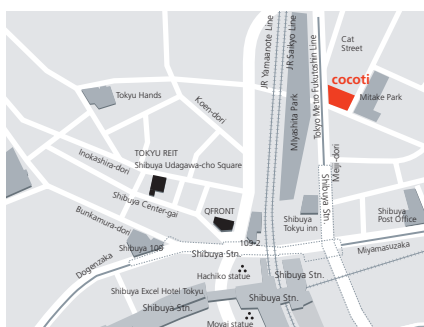 JR Yamaanote Line
JR Saikyo Line
Tokyo Metro Fukutoshin Line
Cat
Street
cocoti
Mitake Park
Tokyu Hands
Koen-dori
Miyashita Park
TOKYU REIT
Shibuya Udagawa-cho Square
Inokashira-dori
Meiji-dori
Shibuya Stn.
Shibuya Center-gai
QFRONT
Shibuya
Tokyu inn
Shibuya
Post Office
Bunkamura-dori
109-2
Shibuya 109
Shibuya Stn.
Miyamasuzaka
Dogenzaka
Hachiko statue
Shibuya Stn.
Shibuya Excel Hotel Tokyu
Shibuya Stn.
Shibuya Stn.
Moyai statue